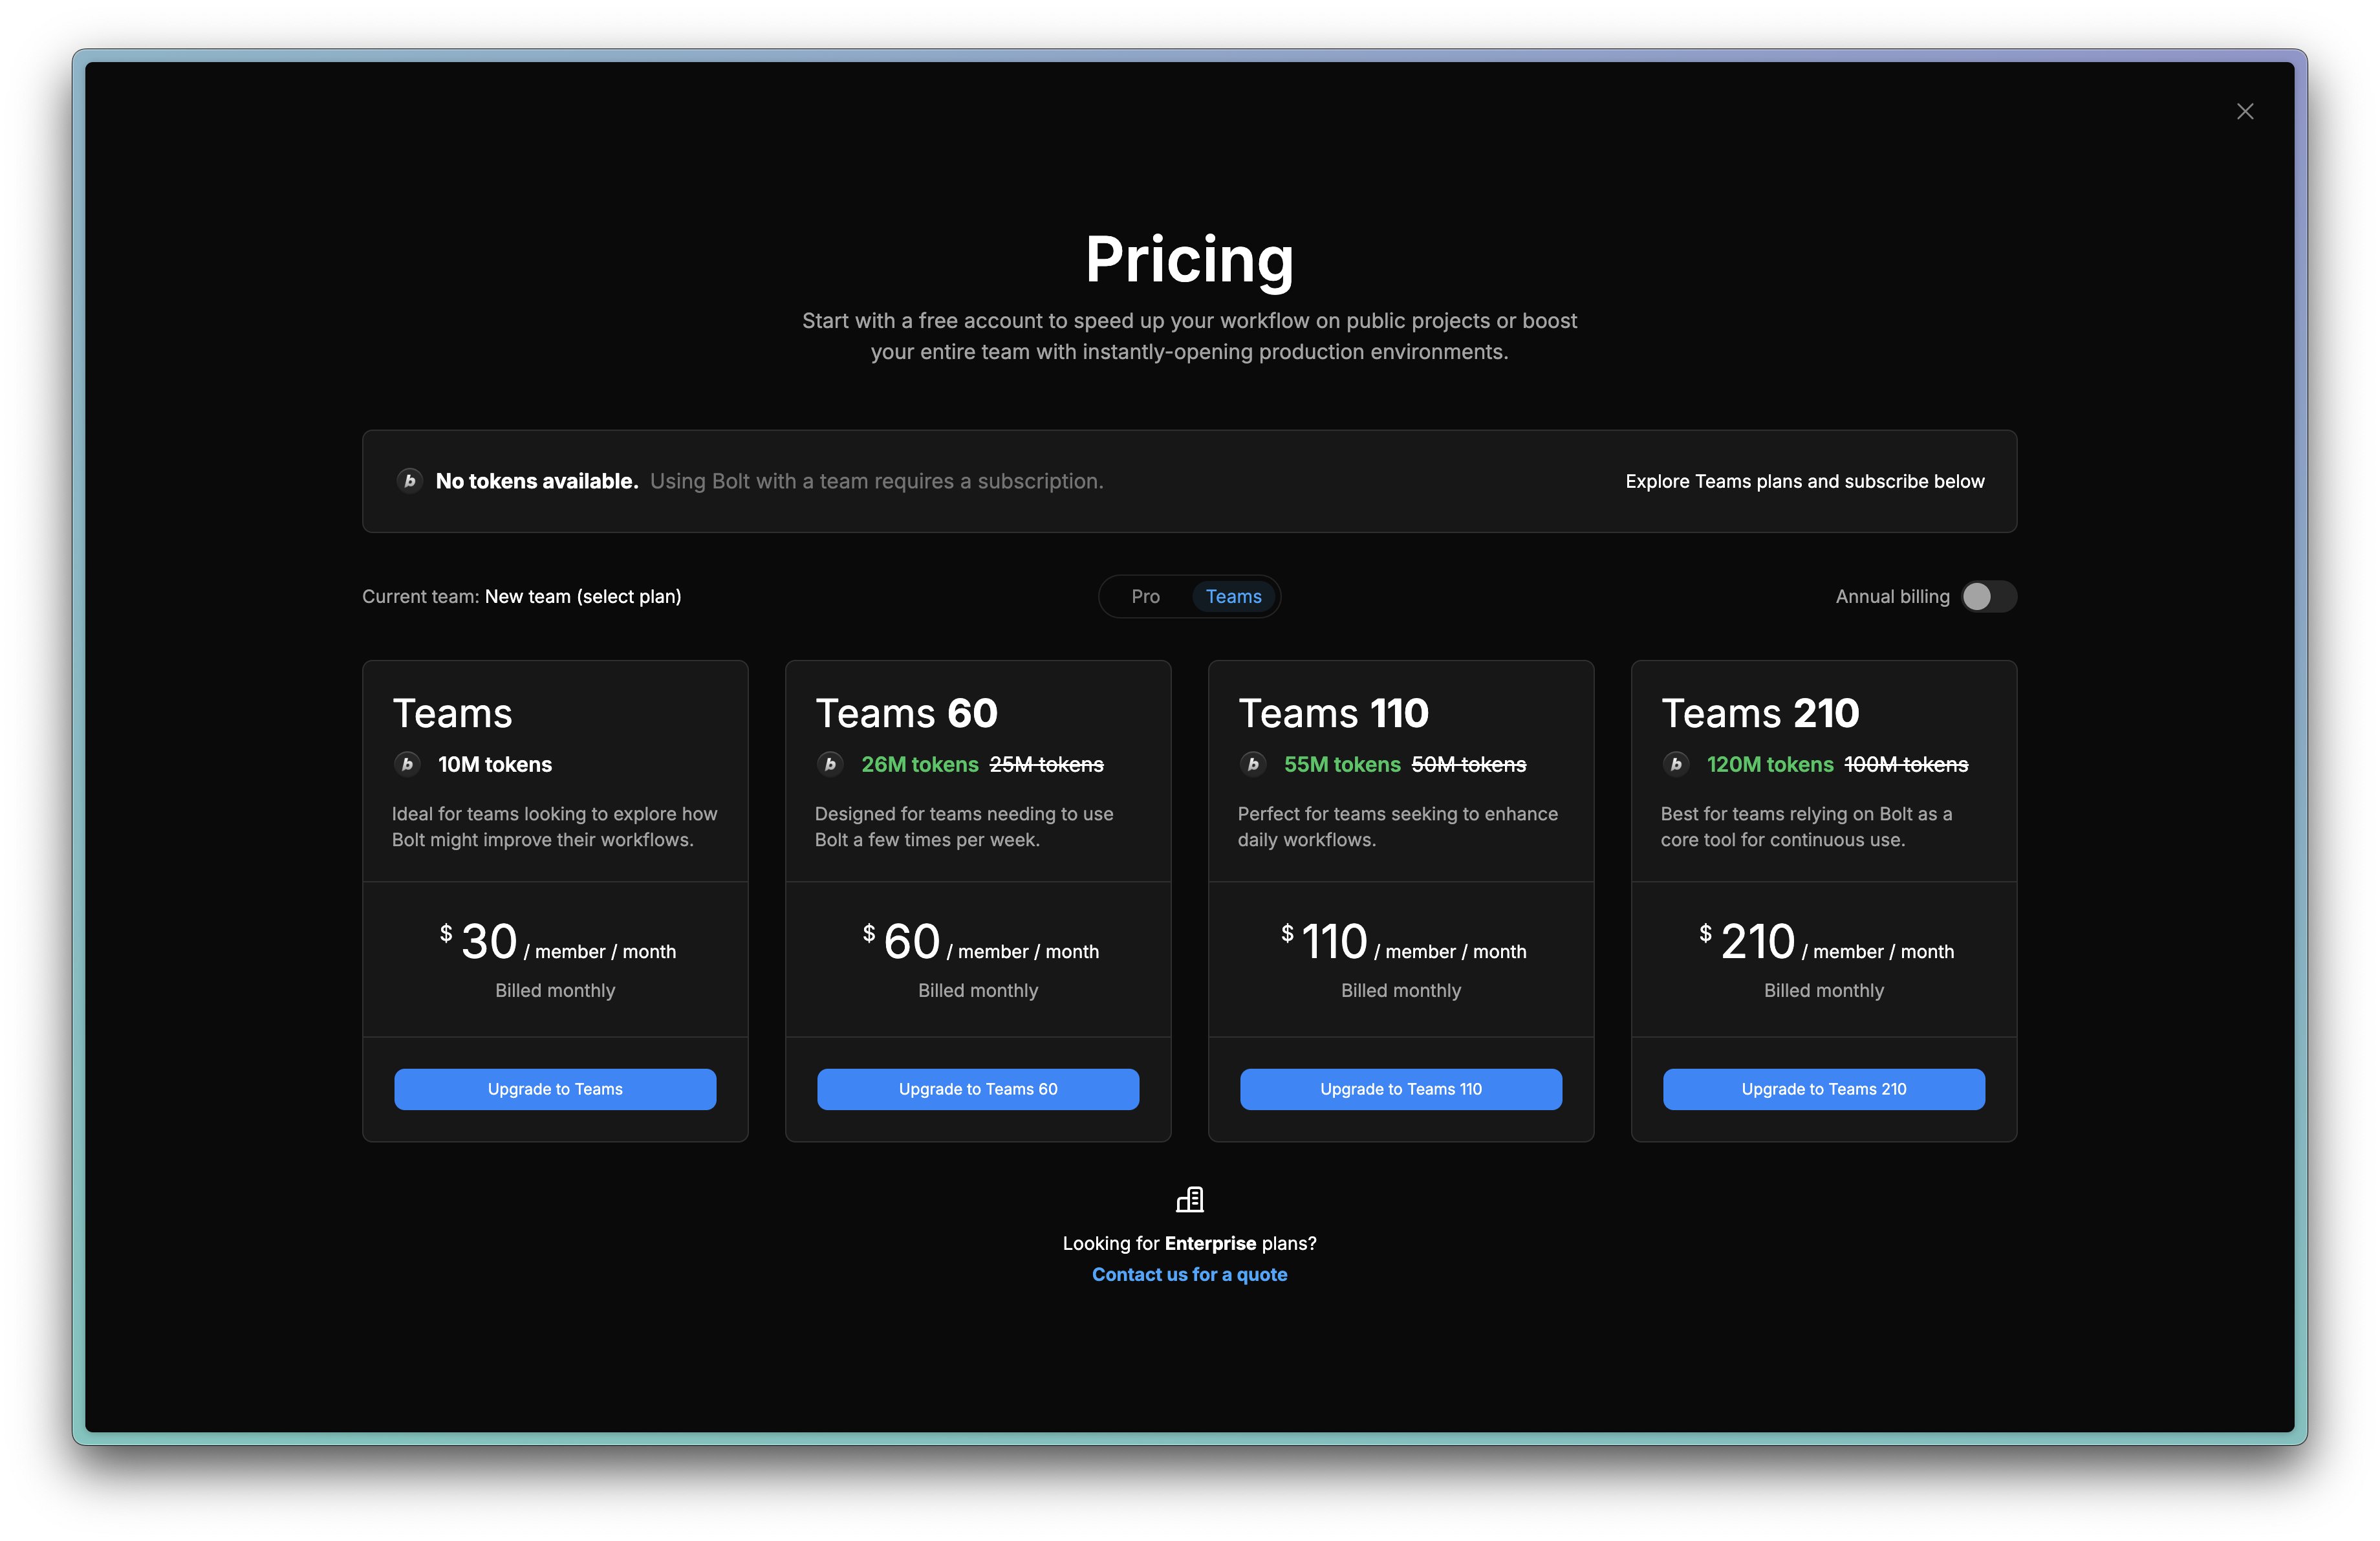 Pricing
Start with a free account to speed up your workflow on public projects or boost
your entire team with instantly-opening production environments.
b No tokens available. Using Bolt with a team requires a subscription.
Explore Teams plans and subscribe below
Current team: New team (select plan)
Pro
Teams
Annual billing
Teams
b 10M tokens
Ideal for teams looking to explore how
Bolt might improve their workflows.
$ 30 / member / month
Billed monthly
Upgrade to Teams
Teams 60
b 26M tokens 25M tokens
Designed for teams needing to use
Bolt a few times per week.
$ 60 / member / month
Billed monthly
Upgrade to Teams 60
Teams 110
b 55M tokens 50M tokens
Perfect for teams seeking to enhance
daily workflows.
$ 110 / member / month
Billed monthly
Upgrade to Teams 110
Teams 210
b 120M tokens 100M tokens
Best for teams relying on Bolt as a
core tool for continuous use.
$ 210 / member / month
Billed monthly
Upgrade to Teams 210
Looking for Enterprise plans?
Contact us for a quote